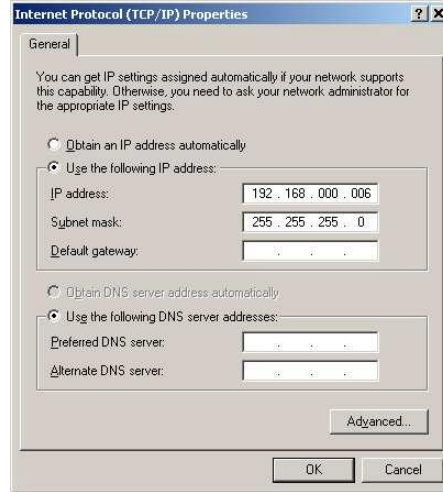 Internet Protocol (TCP/IP) Properties
? X
General
You can get IP settings assigned automatically if your network supports
this capability. Otherwise, you need to ask your network administrator for
the appropriate IP settings.
Obtain an IP address automatically
Use the following IP address:
IP address: 192 . 168 . 000 . 006
Subnet mask: 255 . 255 . 255 . 0
Default gateway: . . .
Obtain DNS server address automatically
Use the following DNS server addresses:
Preferred DNS server: . . .
Alternate DNS server: . . .
Advanced...
OK Cancel